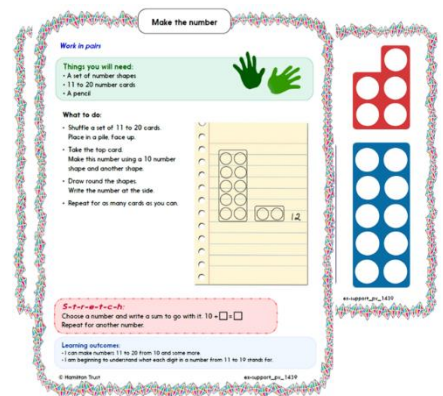 Make the number
Work in pairs
Things you will need:
• A set of number shapes
• 11 to 20 number cards
• A pencil
What to do:
• Shuffle a set of 11 to 20 cards.
Place in a pile, face up.
• Take the top card.
Make this number using a 10 number
shape and another shape.
• Draw round the shapes.
Write the number at the side.
• Repeat for as many cards as you can.
12
S-t-r-e-t-c-h:
Choose a number and write a sum to go with it: 10 + □ = □
Repeat for another number.
Learning outcomes:
• I can make numbers 11 to 20 from 10 and some more.
• I am beginning to understand what each digit in a number from 11 to 19 stands for.
© Hamilton Trust
es-support_pv_1439
es-support_pv_1439